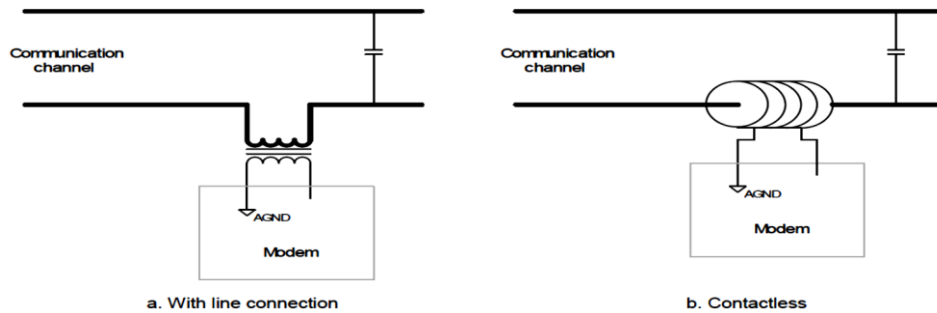 Communication
channel
AGND
Modem
a. With line connection
Communication
channel
AGND
Modem
b. Contactless